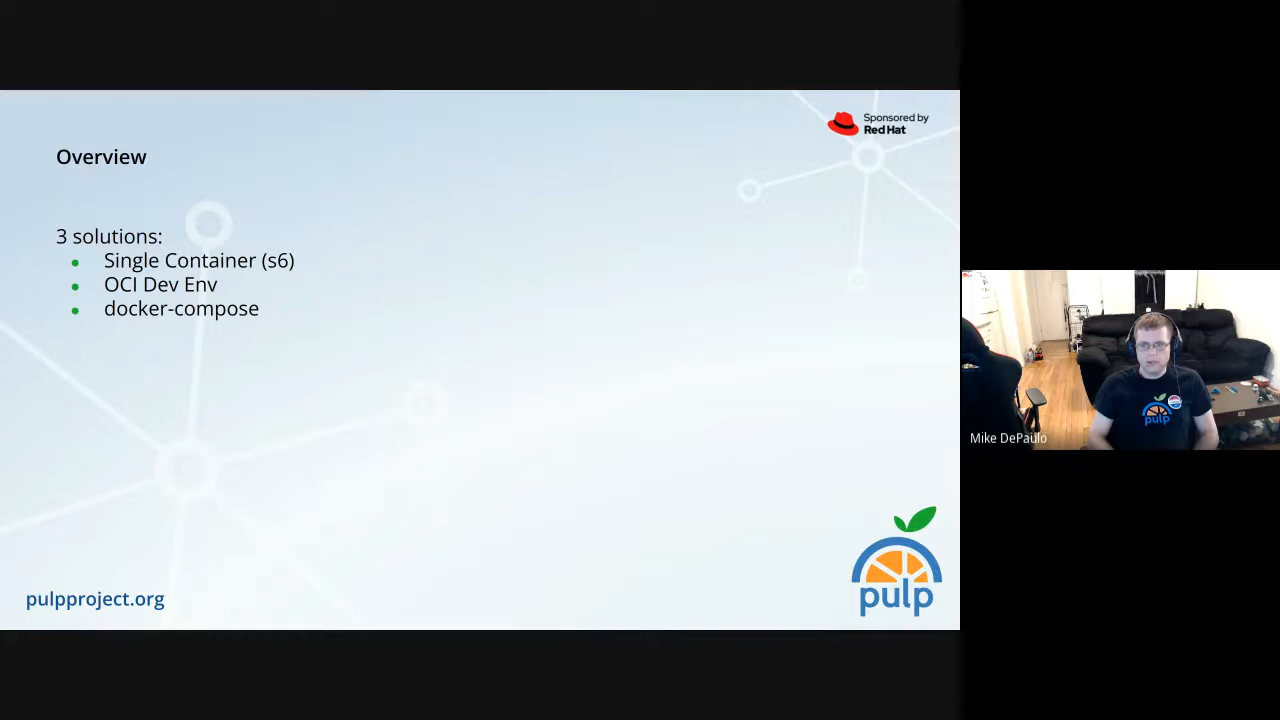 Sponsored by
Red Hat
Overview
3 solutions:
Single Container (s6)
OCI Dev Env
docker-compose
pulpproject.org
pulp
Mike DePaulo
pulp